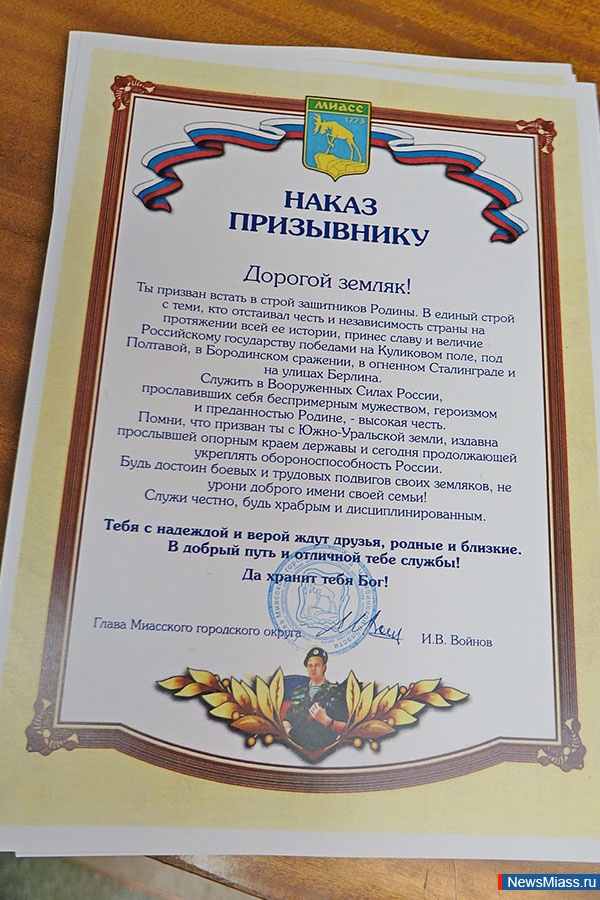 МИАСС
1773
НАКАЗ
ПРИЗЫВНИКУ
Дорогой земляк!
Ты призван встать в строй защитников Родины. В единый строй
с теми, кто отстаивал честь и независимость страны на
протяжении всей ее истории, принес славу и величие
Российскому государству победами на Куликовом поле, под
Полтавой, в Бородинском сражении, в огненном Сталинграде и
на улицах Берлина.
Служить в Вооруженных Силах России,
прославивших себя беспримерным мужеством, героизмом
и преданностью Родине, - высокая честь.
Помни, что призван ты с Южно-Уральской земли, издавна
прослывшей опорным краем державы и сегодня продолжающей
укреплять обороноспособность России.
Будь достоин боевых и трудовых подвигов своих земляков, не
урони доброго имени своей семьи!
Служи честно, будь храбрым и дисциплинированным.
Тебя с надеждой и верой ждут друзья, родные и близкие.
В добрый путь и отличной тебе службы!
Да хранит тебя Бог!
Глава Миасского городского округа
И.В. Войнов
NewsMiass.ru